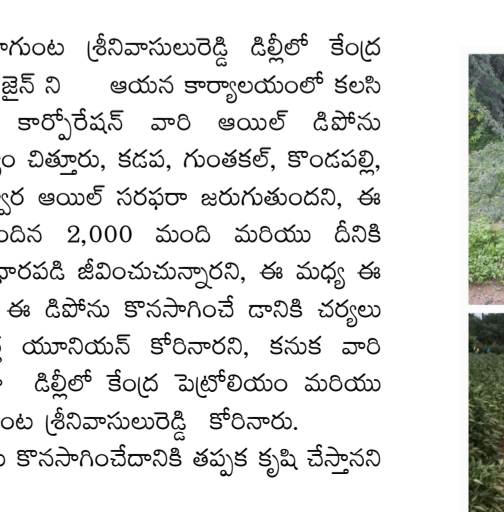 శ్రీనివాసులురెడ్డి డిల్లీలో కేంద్ర
జైన్ ని ఆయన కార్యాలయంలో కలసి
కార్పోరేషన్ వారి ఆయిల్ డిపోను
చిత్తూరు, కడప, గుంతకల్, కొండపల్లి,
ఆయిల్ సరఫరా జరుగుతుందని, ఈ
2,000 మంది మరియు దీనికి
జీవించుచున్నారని, ఈ మధ్య ఈ
ఈ డిపోను కొనసాగించే డానికి చర్యలు
యూనియన్ కోరినారని, కనుక వారి
డిల్లీలో కేంద్ర పెట్రోలియం మరియు
శ్రీనివాసులురెడ్డి కోరినారు.
కొనసాగించేదానికి తప్పక కృషి చేస్తానని